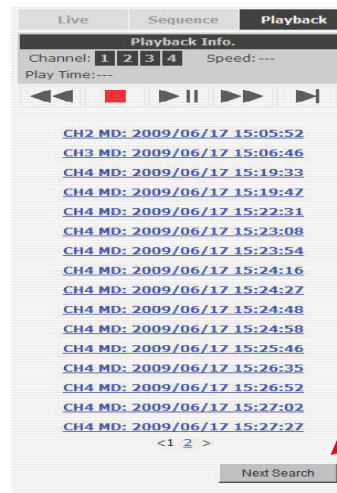 Live Sequence Playback
Playback Info.
Channel: 1 2 3 4 Speed: ---
Play Time:---
CH2 MD: 2009/06/17 15:05:52
CH3 MD: 2009/06/17 15:06:46
CH4 MD: 2009/06/17 15:19:33
CH4 MD: 2009/06/17 15:19:47
CH4 MD: 2009/06/17 15:22:31
CH4 MD: 2009/06/17 15:23:08
CH4 MD: 2009/06/17 15:23:54
CH4 MD: 2009/06/17 15:24:16
CH4 MD: 2009/06/17 15:24:27
CH4 MD: 2009/06/17 15:24:48
CH4 MD: 2009/06/17 15:24:58
CH4 MD: 2009/06/17 15:25:46
CH4 MD: 2009/06/17 15:26:35
CH4 MD: 2009/06/17 15:26:52
CH4 MD: 2009/06/17 15:27:02
CH4 MD: 2009/06/17 15:27:27
<1 2 >
Next Search